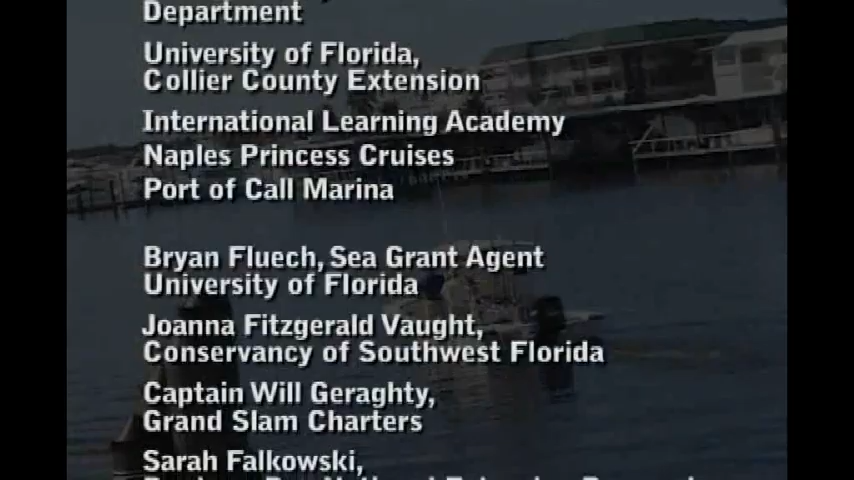 Department
University of Florida,
Collier County Extension
International Learning Academy
Naples Princess Cruises
Port of Call Marina
Bryan Fluech, Sea Grant Agent
University of Florida
Joanna Fitzgerald Vaught,
Conservancy of Southwest Florida
Captain Will Geraghty,
Grand Slam Charters
Sarah Falkowski,